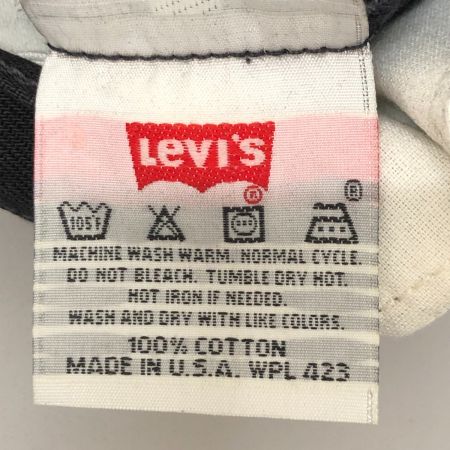 LEVI'S
®
®
105
MACHINE WASH WARM. NORMAL CYCLE.
DO NOT BLEACH. TUMBLE DRY HOT.
HOT IRON IF NEEDED.
WASH AND DRY WITH LIKE COLORS.
100% COTTON
MADE IN U.S.A. WPL 423